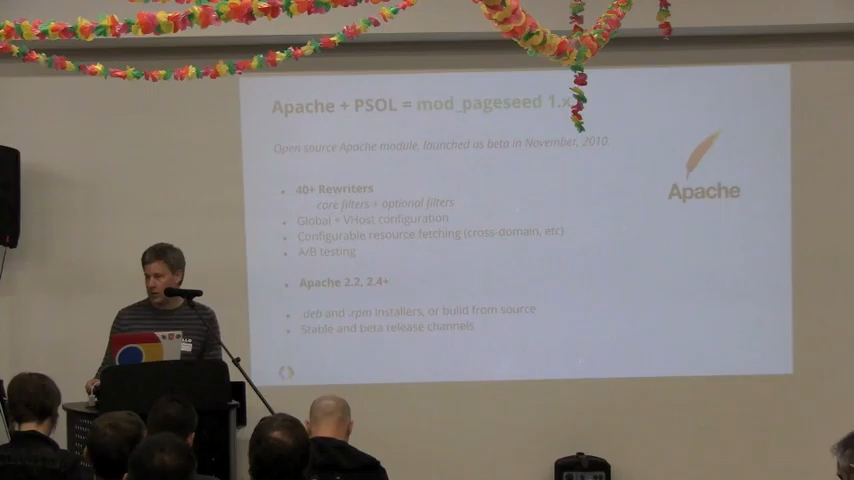 Apache + PSOL = mod_pageseed 1.x
Open source Apache module, launched as beta in November, 2010.
40+ Rewriters
core filters + optional filters
Global + VHost configuration
Configurable resource fetching (cross-domain, etc)
A/B testing
Apache 2.2, 2.4+
.deb and .rpm installers, or build from source
Stable and beta release channels
Apache